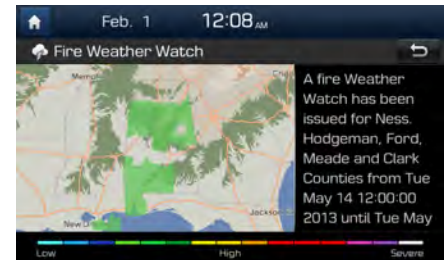 Feb. 1 12:08 AM
Fire Weather Watch
A fire Weather
Watch has been
issued for Ness.
Hodgeman, Ford,
Meade and Clark
Counties from Tue
May 14 12:00:00
2013 until Tue May
Low High Severe